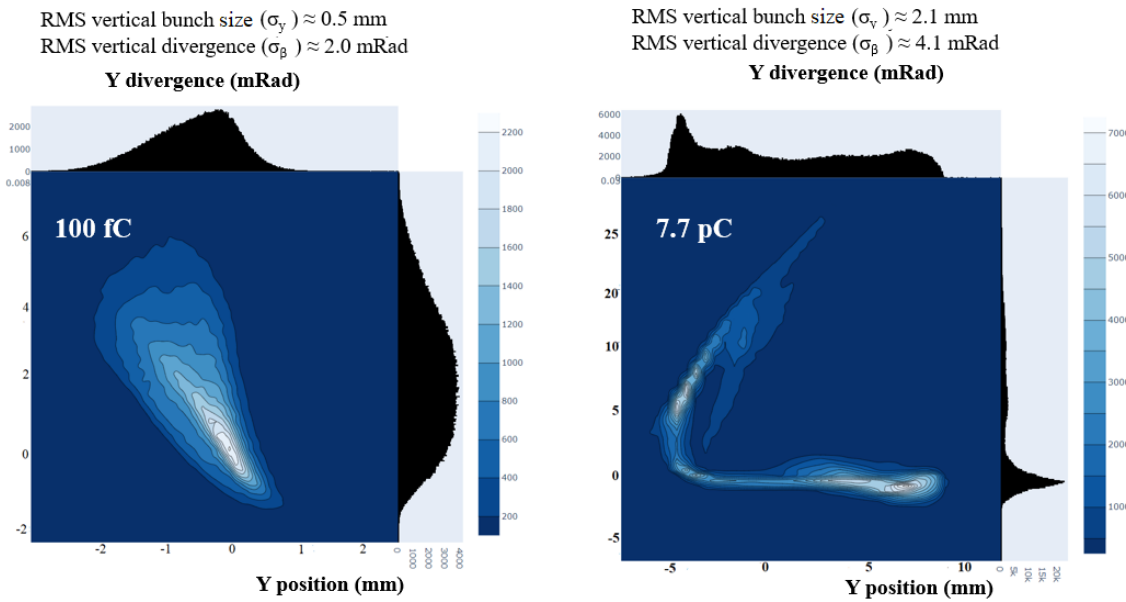 RMS vertical bunch size (σy) ≈ 0.5 mm
RMS vertical divergence (σβ) ≈ 2.0 mRad
Y divergence (mRad)
2000
1000
0
0.008
100 fC
6
4
2
0
-2
-2 -1 0 1 2
0 1000 2000 3000 4000
Y position (mm)
2200
2000
1800
1600
1400
1200
1000
800
600
400
200
RMS vertical bunch size (σv) ≈ 2.1 mm
RMS vertical divergence (σβ) ≈ 4.1 mRad
Y divergence (mRad)
6000
4000
2000
7.7 pC
25
20
10
5
0
-5
-5 0 5 10
0 5k 10k 15k 20k
Y position (mm)
7000
6000
5000
4000
3000
2000
1000